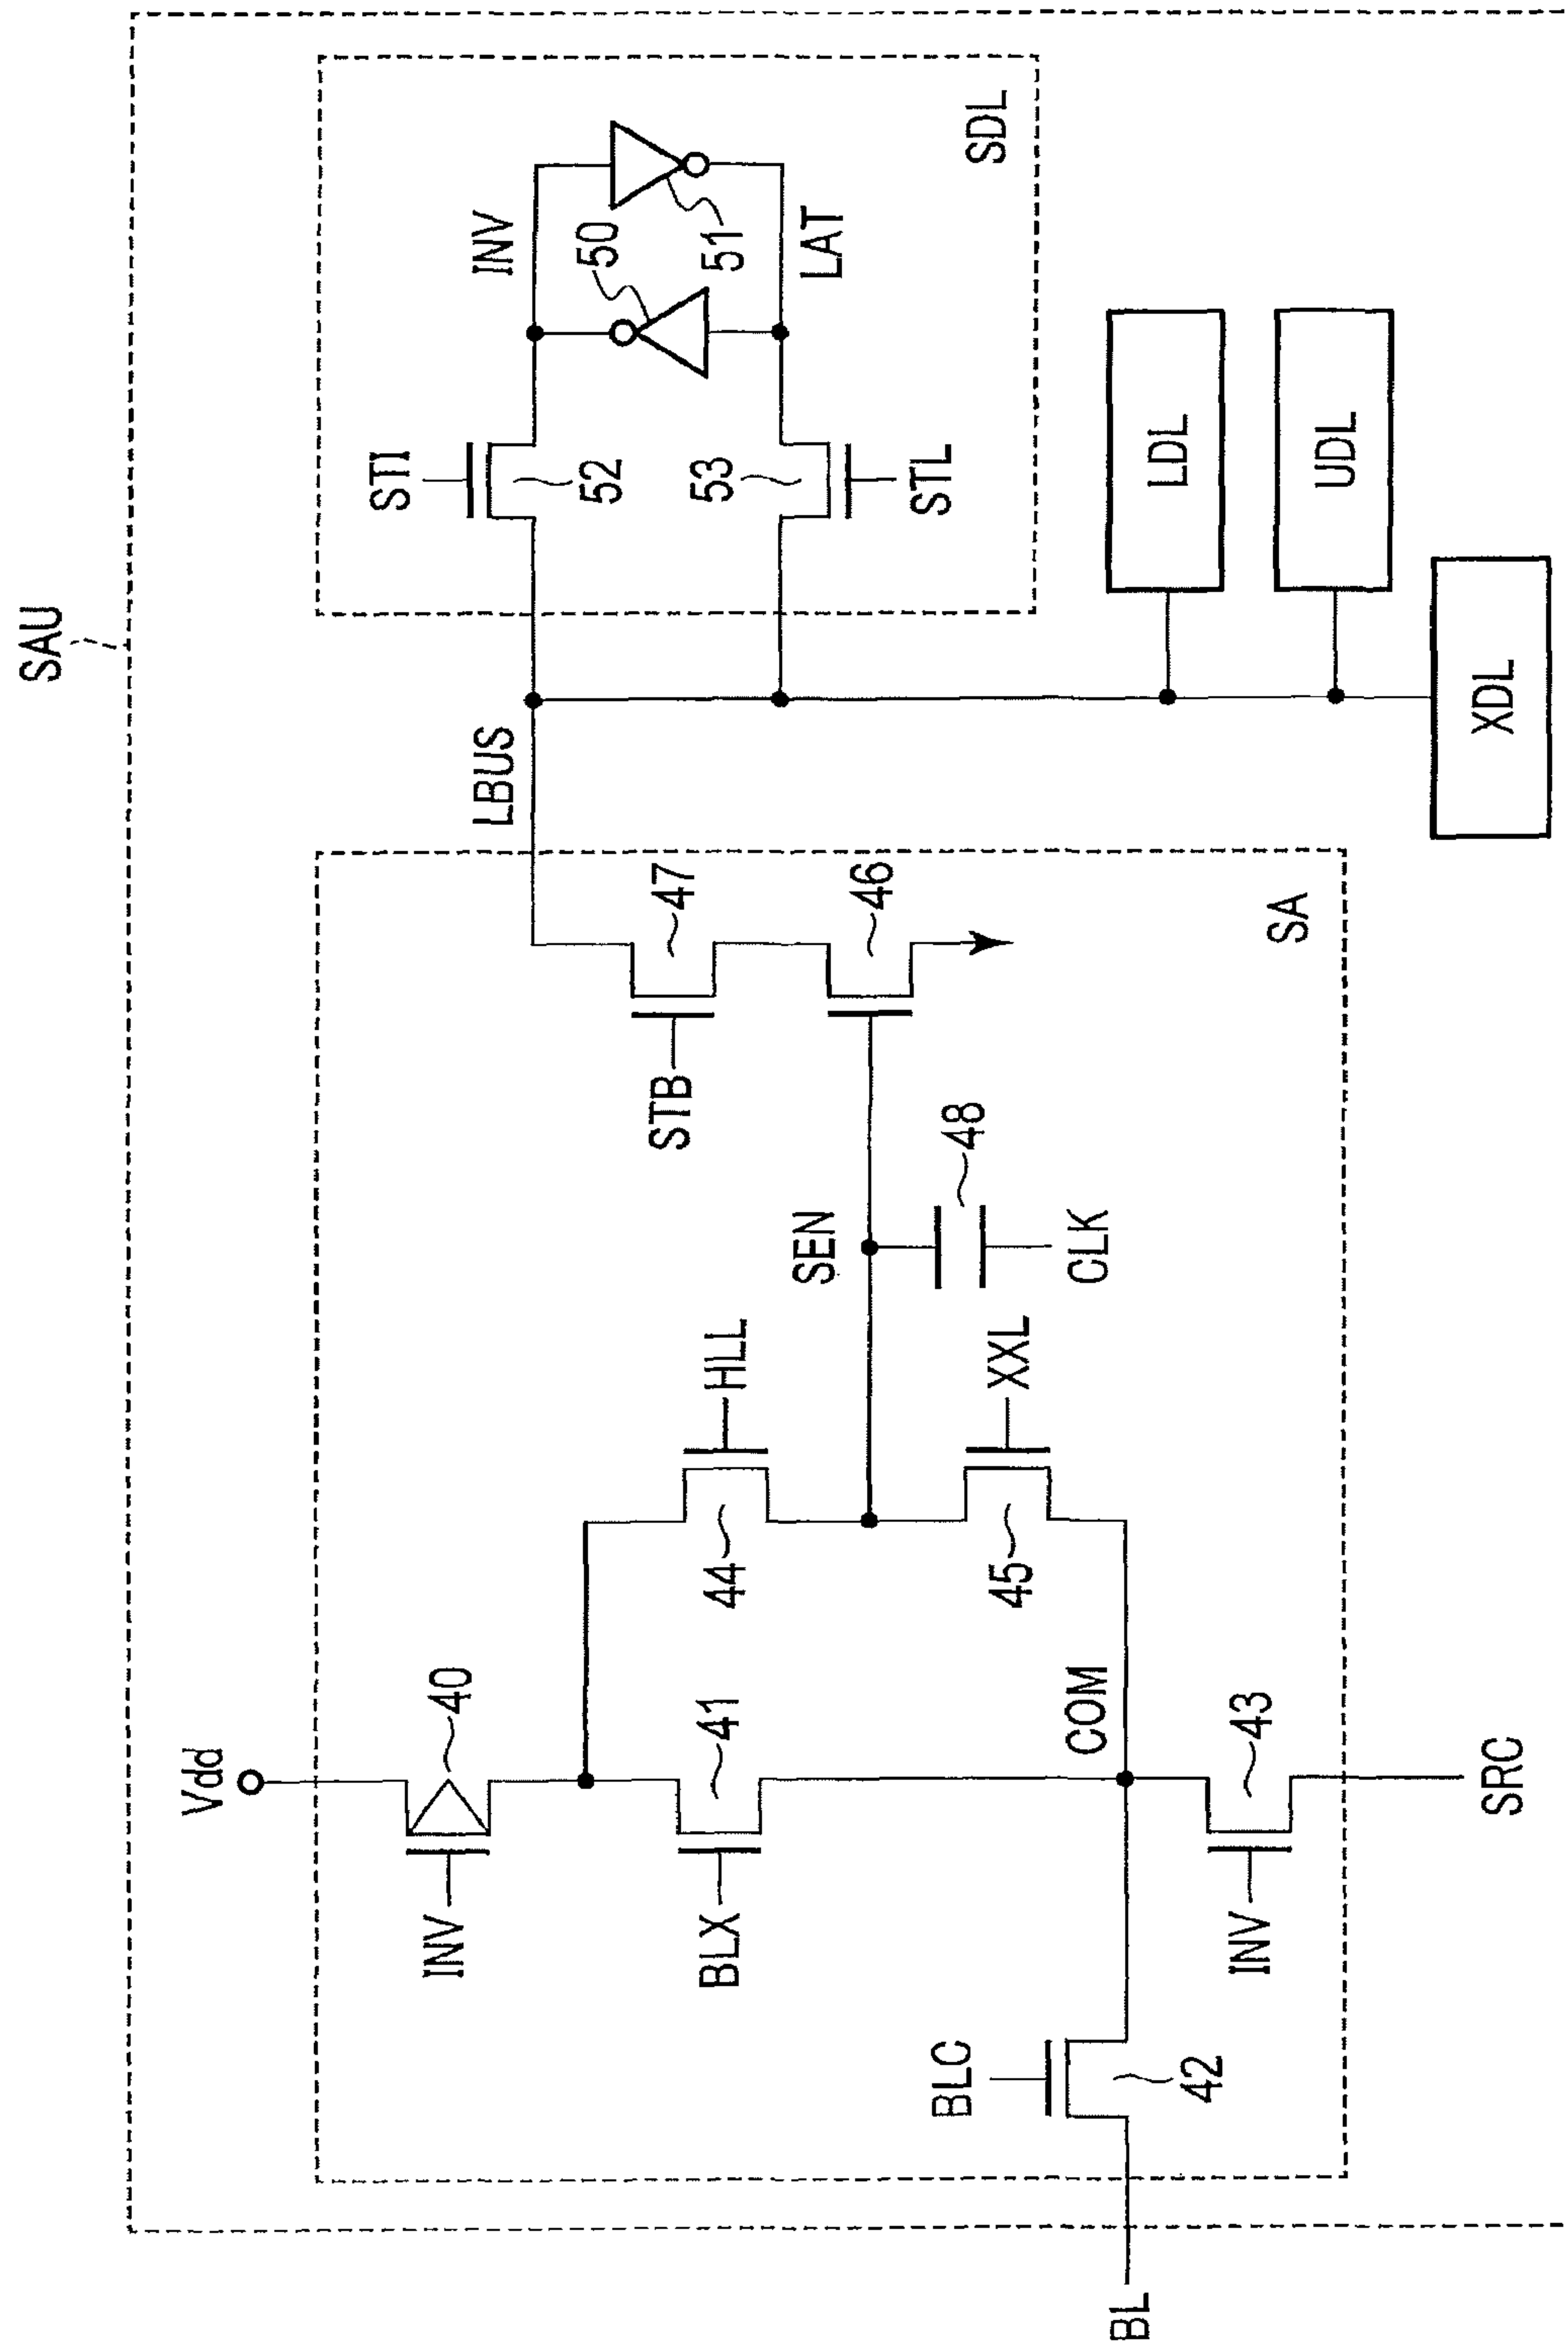 SAU
Vdd
INV
40
BLX
41
HLL
44
BLC
42
COM
45
XXL
INV
43
SRC
BL
SEN
48
CLK
STB
47
46
SA
LBUS
STI
52
INV
50
51
LAT
53
STL
SDL
LDL
UDL
XDL